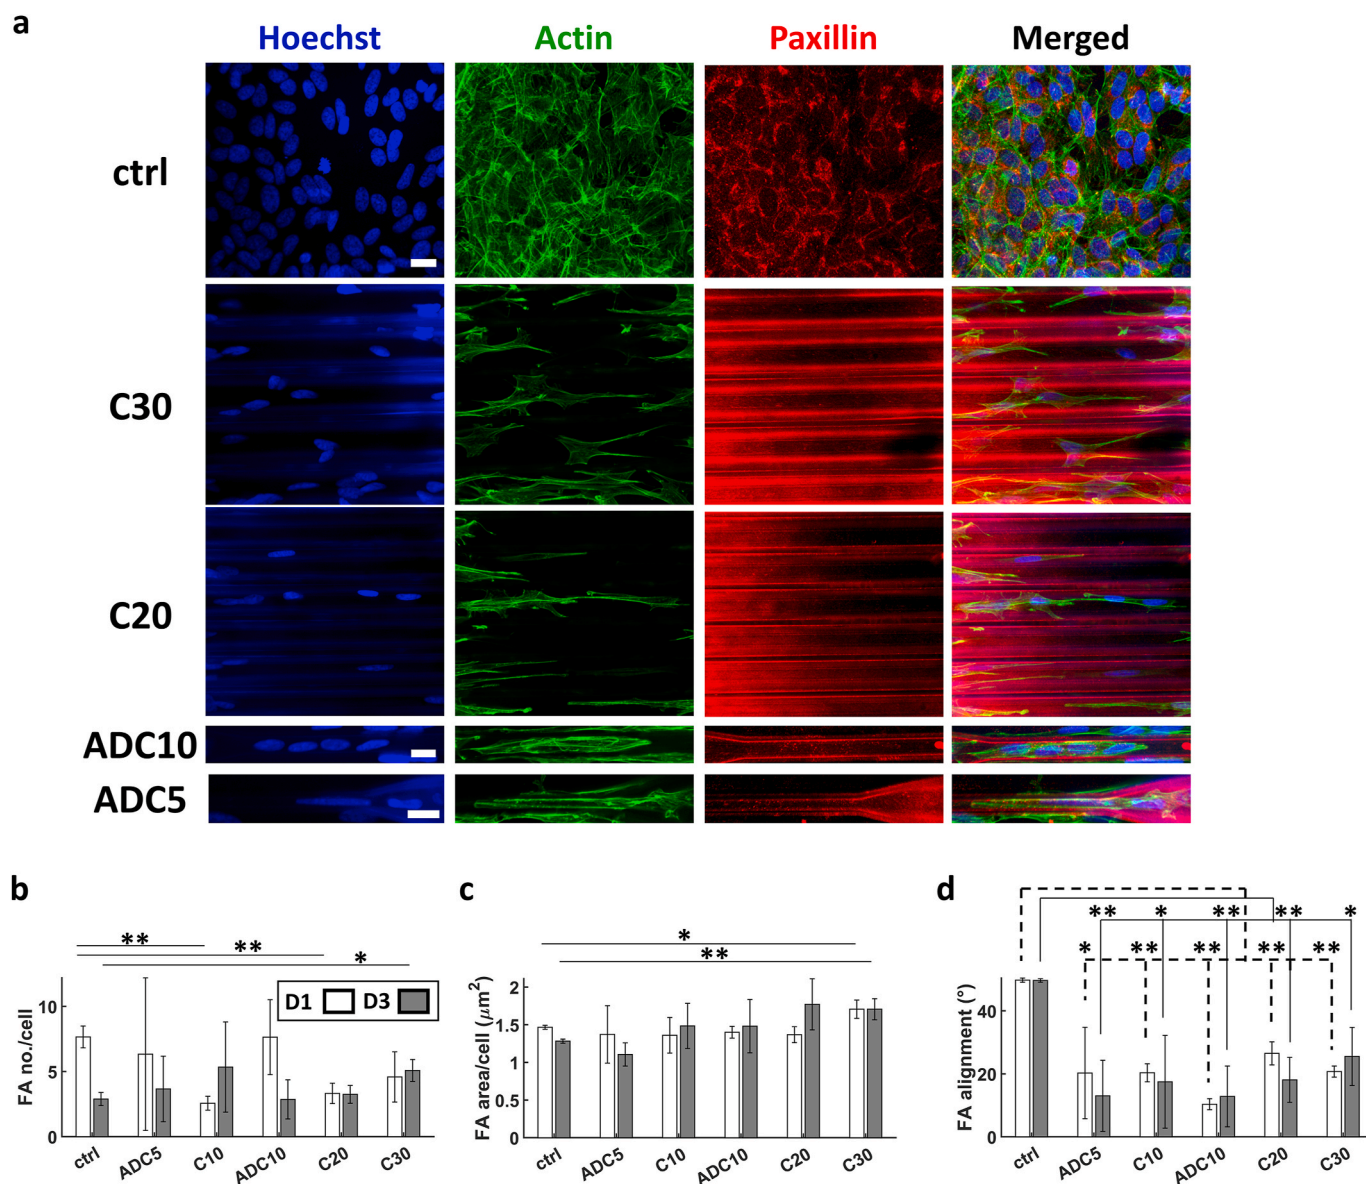 a
Hoechst Actin Paxillin Merged
ctrl
C30
C20
ADC10
ADC5
b
**
**
*
D1 D3
FA no./cell
10
5
0
ctrl ADC5 C10 ADC10 C20 C30
c
*
**
FA area/cell (μm²)
2
1.5
1
0.5
0
ctrl ADC5 C10 ADC10 C20 C30
d
** * ** ** *
* ** ** ** **
FA alignment (°)
40
20
0
ctrl ADC5 C10 ADC10 C20 C30